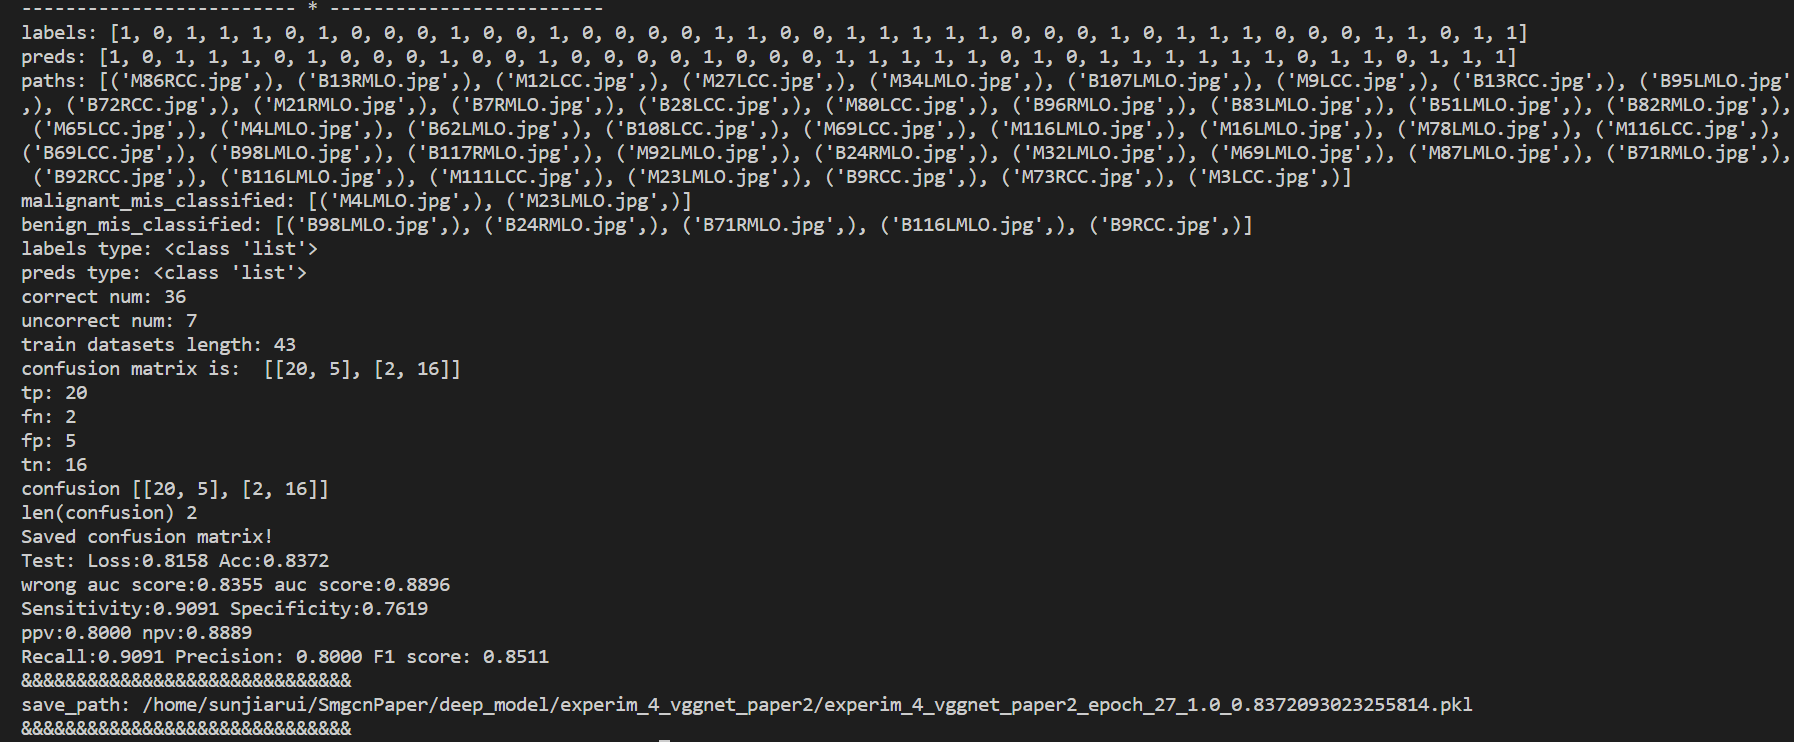 ------------------------- * -------------------------
labels: [1, 0, 1, 1, 1, 0, 1, 0, 0, 0, 1, 0, 0, 1, 0, 0, 0, 0, 1, 1, 0, 0, 1, 1, 1, 1, 1, 0, 0, 0, 1, 0, 1, 1, 1, 0, 0, 0, 1, 1, 0, 1, 1]
preds: [1, 0, 1, 1, 1, 0, 1, 0, 0, 0, 1, 0, 0, 1, 0, 0, 0, 0, 1, 0, 0, 0, 1, 1, 1, 1, 1, 0, 1, 0, 1, 1, 1, 1, 1, 1, 0, 1, 1, 0, 1, 1, 1]
paths: [('M86RCC.jpg',), ('B13RMLO.jpg',), ('M12LCC.jpg',), ('M27LCC.jpg',), ('M34LMLO.jpg',), ('B107LMLO.jpg',), ('M9LCC.jpg',), ('B13RCC.jpg',), ('B95LMLO.jpg'
,), ('B72RCC.jpg',), ('M21RMLO.jpg',), ('B7RMLO.jpg',), ('B28LCC.jpg',), ('M80LCC.jpg',), ('B96RMLO.jpg',), ('B83LMLO.jpg',), ('B51LMLO.jpg',), ('B82RMLO.jpg',),
('M65LCC.jpg',), ('M4LMLO.jpg',), ('B62LMLO.jpg',), ('B108LCC.jpg',), ('M69LCC.jpg',), ('M116LMLO.jpg',), ('M16LMLO.jpg',), ('M78LMLO.jpg',), ('M116LCC.jpg',),
('B69LCC.jpg',), ('B98LMLO.jpg',), ('B117RMLO.jpg',), ('M92LMLO.jpg',), ('B24RMLO.jpg',), ('M32LMLO.jpg',), ('M69LMLO.jpg',), ('M87LMLO.jpg',), ('B71RMLO.jpg',),
('B92RCC.jpg',), ('B116LMLO.jpg',), ('M111LCC.jpg',), ('M23LMLO.jpg',), ('B9RCC.jpg',), ('M73RCC.jpg',), ('M3LCC.jpg',)]
malignant_mis_classified: [('M4LMLO.jpg',), ('M23LMLO.jpg',)]
benign_mis_classified: [('B98LMLO.jpg',), ('B24RMLO.jpg',), ('B71RMLO.jpg',), ('B116LMLO.jpg',), ('B9RCC.jpg',)]
labels type: <class 'list'>
preds type: <class 'list'>
correct num: 36
uncorrect num: 7
train datasets length: 43
confusion matrix is:  [[20, 5], [2, 16]]
tp: 20
fn: 2
fp: 5
tn: 16
confusion [[20, 5], [2, 16]]
len(confusion) 2
Saved confusion matrix!
Test: Loss:0.8158 Acc:0.8372
wrong auc score:0.8355 auc score:0.8896
Sensitivity:0.9091 Specificity:0.7619
ppv:0.8000 npv:0.8889
Recall:0.9091 Precision: 0.8000 F1 score: 0.8511
&&&&&&&&&&&&&&&&&&&&&&&&&&&&&&
save_path: /home/sunjiarui/SmgcnPaper/deep_model/experim_4_vggnet_paper2/experim_4_vggnet_paper2_epoch_27_1.0_0.8372093023255814.pkl
&&&&&&&&&&&&&&&&&&&&&&&&&&&&&&